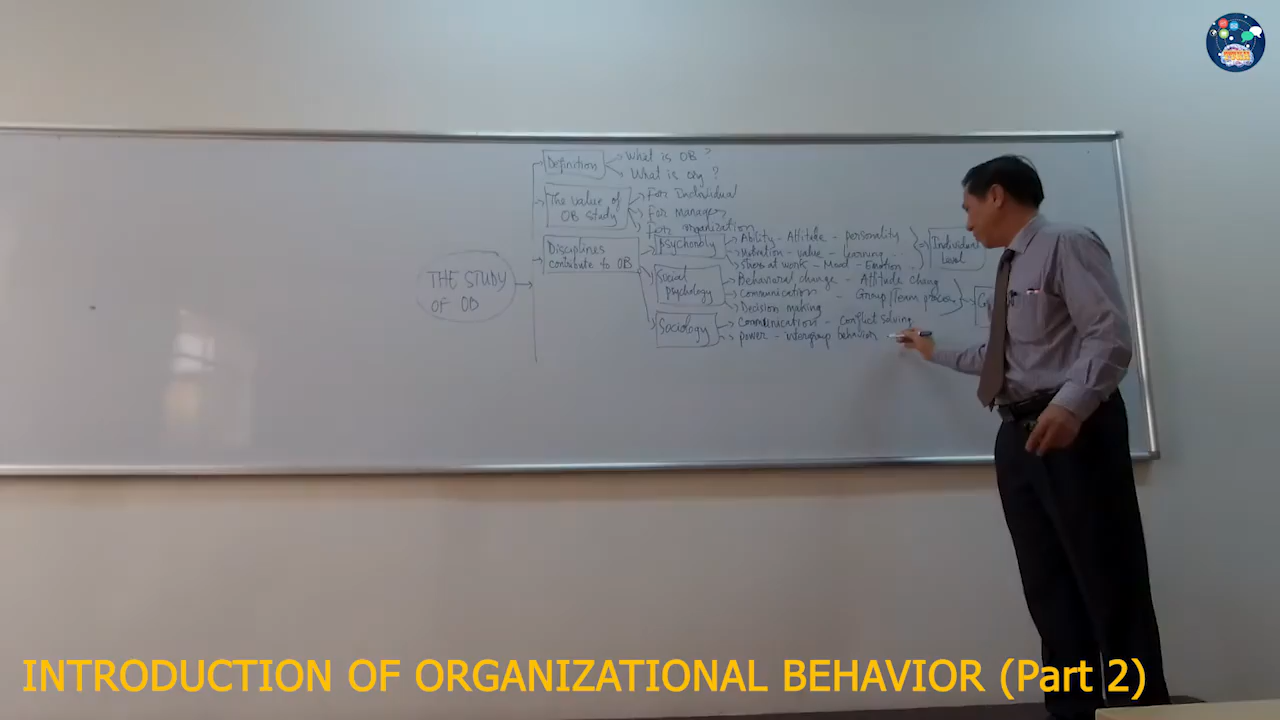 Definition
What is OB ?
What is org ?
The value of
OB study
For Individual
For manager
For organization
Disciplines
contribute to OB
THE STUDY
OF OB
psychology
Ability - Attitude - personality
Motivation - value - learning
Stress at work - Mood - Emotion
Individual
Level
Social
psychology
Behavioral change - Attitude chang
Communication - Group/Team process
Decision making
Sociology
Communication - Conflict solving
power - intergroup behavior
INTRODUCTION OF ORGANIZATIONAL BEHAVIOR (Part 2)